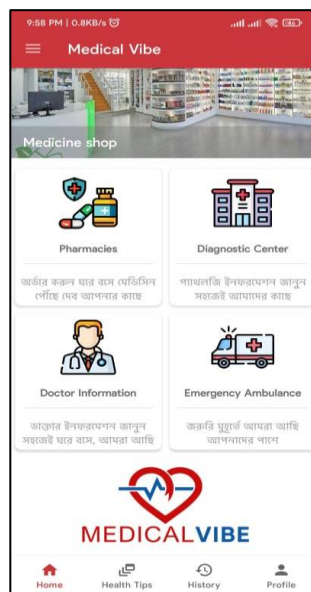 9:58 PM | 0.8KB/s
Medical Vibe
Medicine shop
Pharmacies
অর্ডার করুন ঘরে বসে মেডিসিন
পৌঁছে দেব আপনার কাছে
Diagnostic Center
প্যাথলজি ইনফরমেশন জানুন
সহজেই আমাদের কাছে
Doctor Information
ডাক্তার ইনফরমেশন জানুন
সহজেই ঘরে বসে, আমরা আছি
Emergency Ambulance
জরুরি মুহূর্তে আমরা আছি
আপনাদের পাশে
MEDICALVIBE
Home
Health Tips
History
Profile